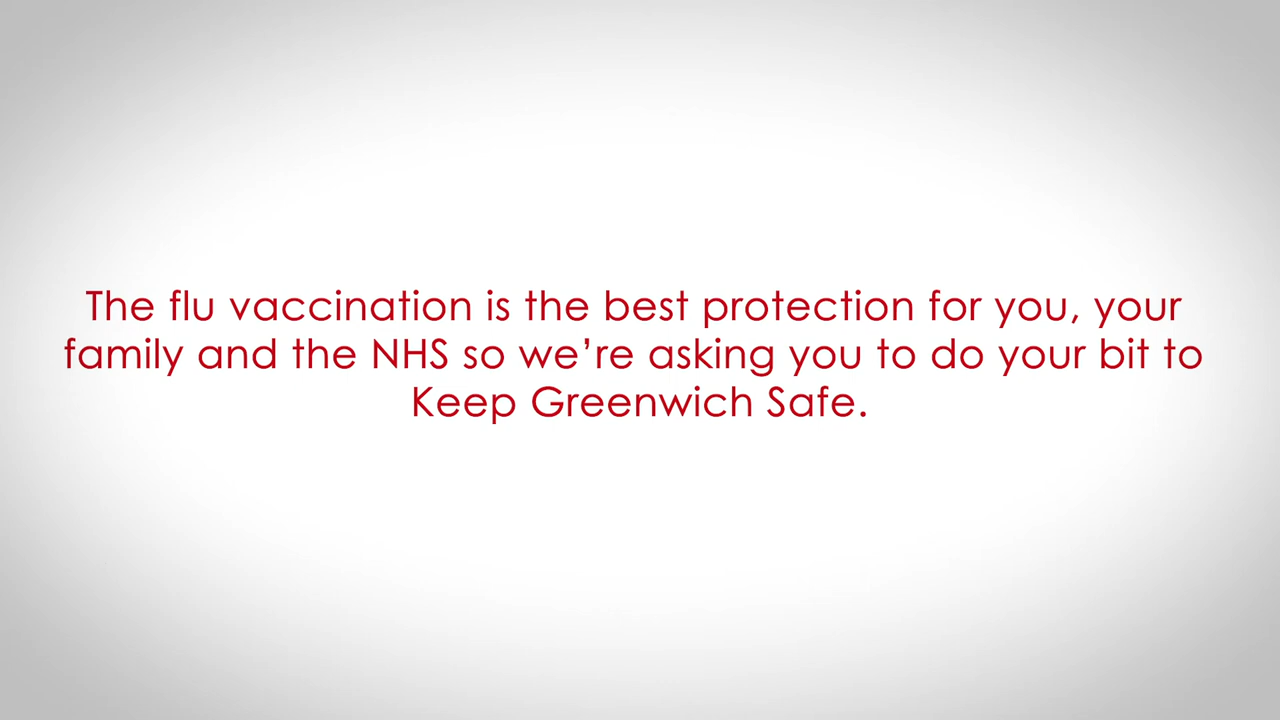 The flu vaccination is the best protection for you, your
family and the NHS so we’re asking you to do your bit to
Keep Greenwich Safe.